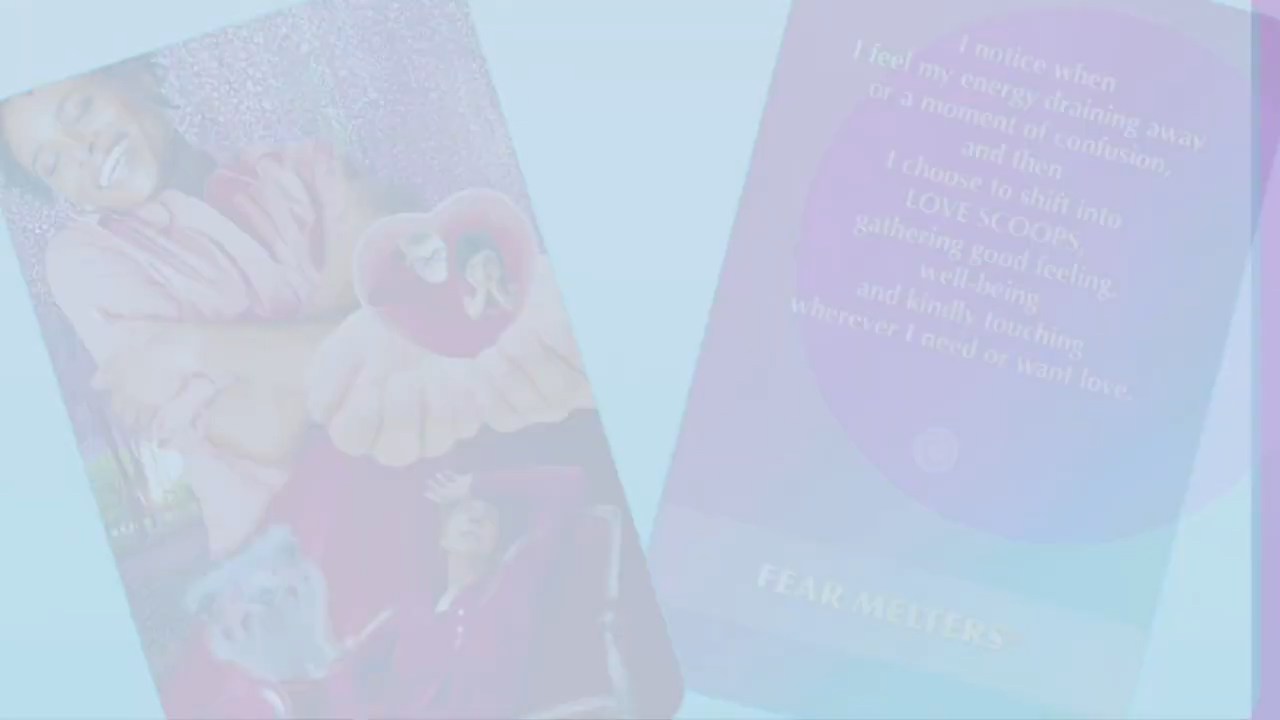 I notice when
I feel my energy draining away
or a moment of confusion,
and then
I choose to shift into
LOVE SCOOPS,
gathering good feeling,
well-being
and kindly touching
wherever I need or want love.
FEAR MELTERS